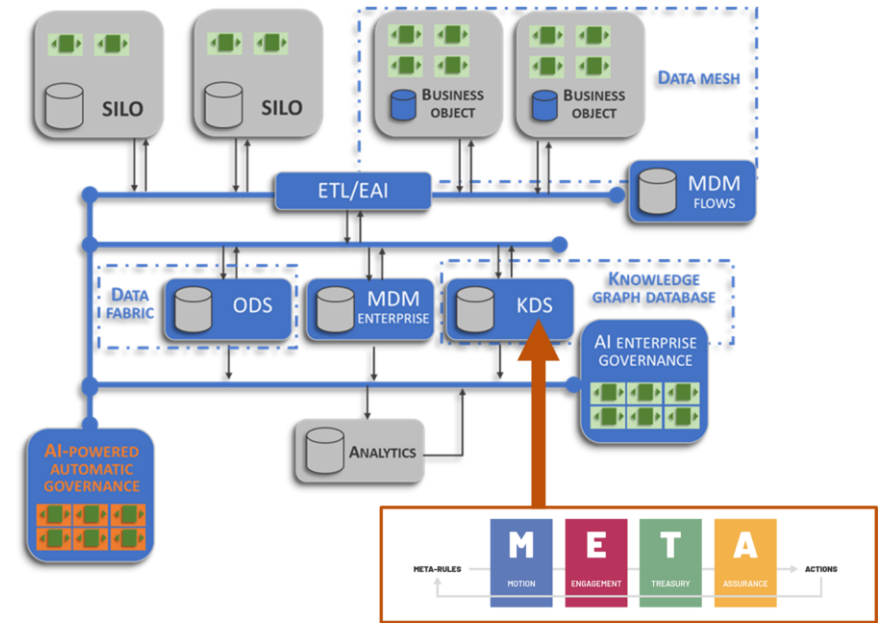 SILO
SILO
BUSINESS
OBJECT
BUSINESS
OBJECT
DATA MESH
ETL/EAI
MDM
FLOWS
DATA
FABRIC
ODS
MDM
ENTERPRISE
KDS
KNOWLEDGE
GRAPH DATABASE
AI ENTERPRISE
GOVERNANCE
AI-POWERED
AUTOMATIC
GOVERNANCE
ANALYTICS
META-RULES
M
MOTION
E
ENGAGEMENT
T
TREASURY
A
ASSURANCE
ACTIONS